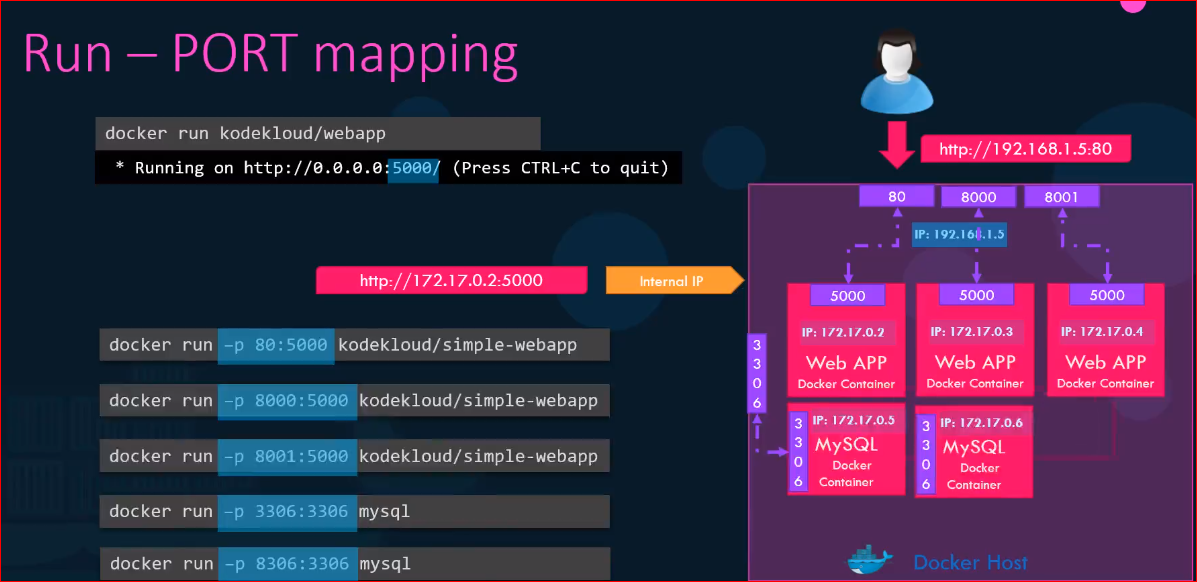 Run – PORT mapping
docker run kodekloud/webapp
* Running on http://0.0.0.0:5000/ (Press CTRL+C to quit)
http://192.168.1.5:80
80
8000
8001
IP: 192.168.1.5
http://172.17.0.2:5000
Internal IP
5000
IP: 172.17.0.2
Web APP
Docker Container
5000
IP: 172.17.0.3
Web APP
Docker Container
5000
IP: 172.17.0.4
Web APP
Docker Container
3306
3306
IP: 172.17.0.5
MySQL
Docker
Container
3306
IP: 172.17.0.6
MySQL
Docker
Container
docker run –p 80:5000 kodekloud/simple-webapp
docker run –p 8000:5000 kodekloud/simple-webapp
docker run –p 8001:5000 kodekloud/simple-webapp
docker run –p 3306:3306 mysql
docker run –p 8306:3306 mysql
Docker Host